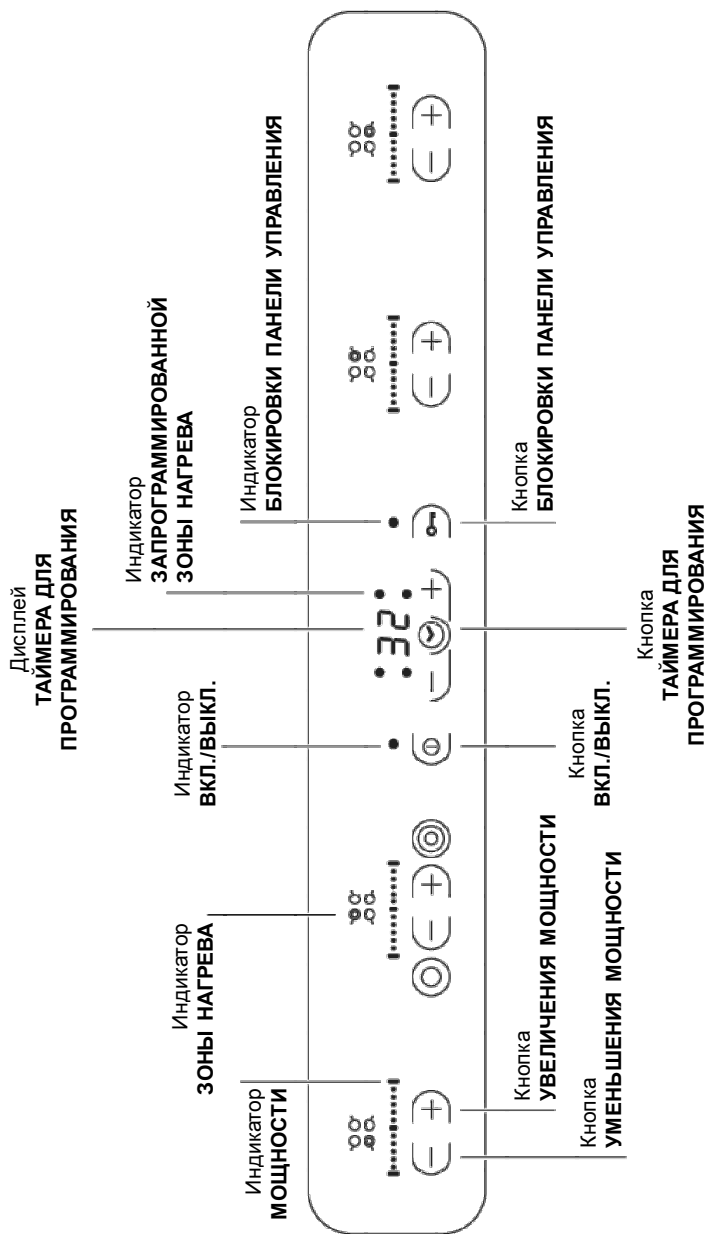 Дисплей
ТАЙМЕРА ДЛЯ
ПРОГРАММИРОВАНИЯ
Индикатор
ЗАПРОГРАММИРОВАННОЙ
ЗОНЫ НАГРЕВА
Индикатор
ВКЛ./ВЫКЛ.
Индикатор
ЗОНЫ НАГРЕВА
Индикатор
БЛОКИРОВКИ ПАНЕЛИ УПРАВЛЕНИЯ
Индикатор
МОЩНОСТИ
32
Кнопка
УВЕЛИЧЕНИЯ МОЩНОСТИ
Кнопка
УМЕНЬШЕНИЯ МОЩНОСТИ
Кнопка
ВКЛ./ВЫКЛ.
Кнопка
БЛОКИРОВКИ ПАНЕЛИ УПРАВЛЕНИЯ
Кнопка
ТАЙМЕРА ДЛЯ
ПРОГРАММИРОВАНИЯ